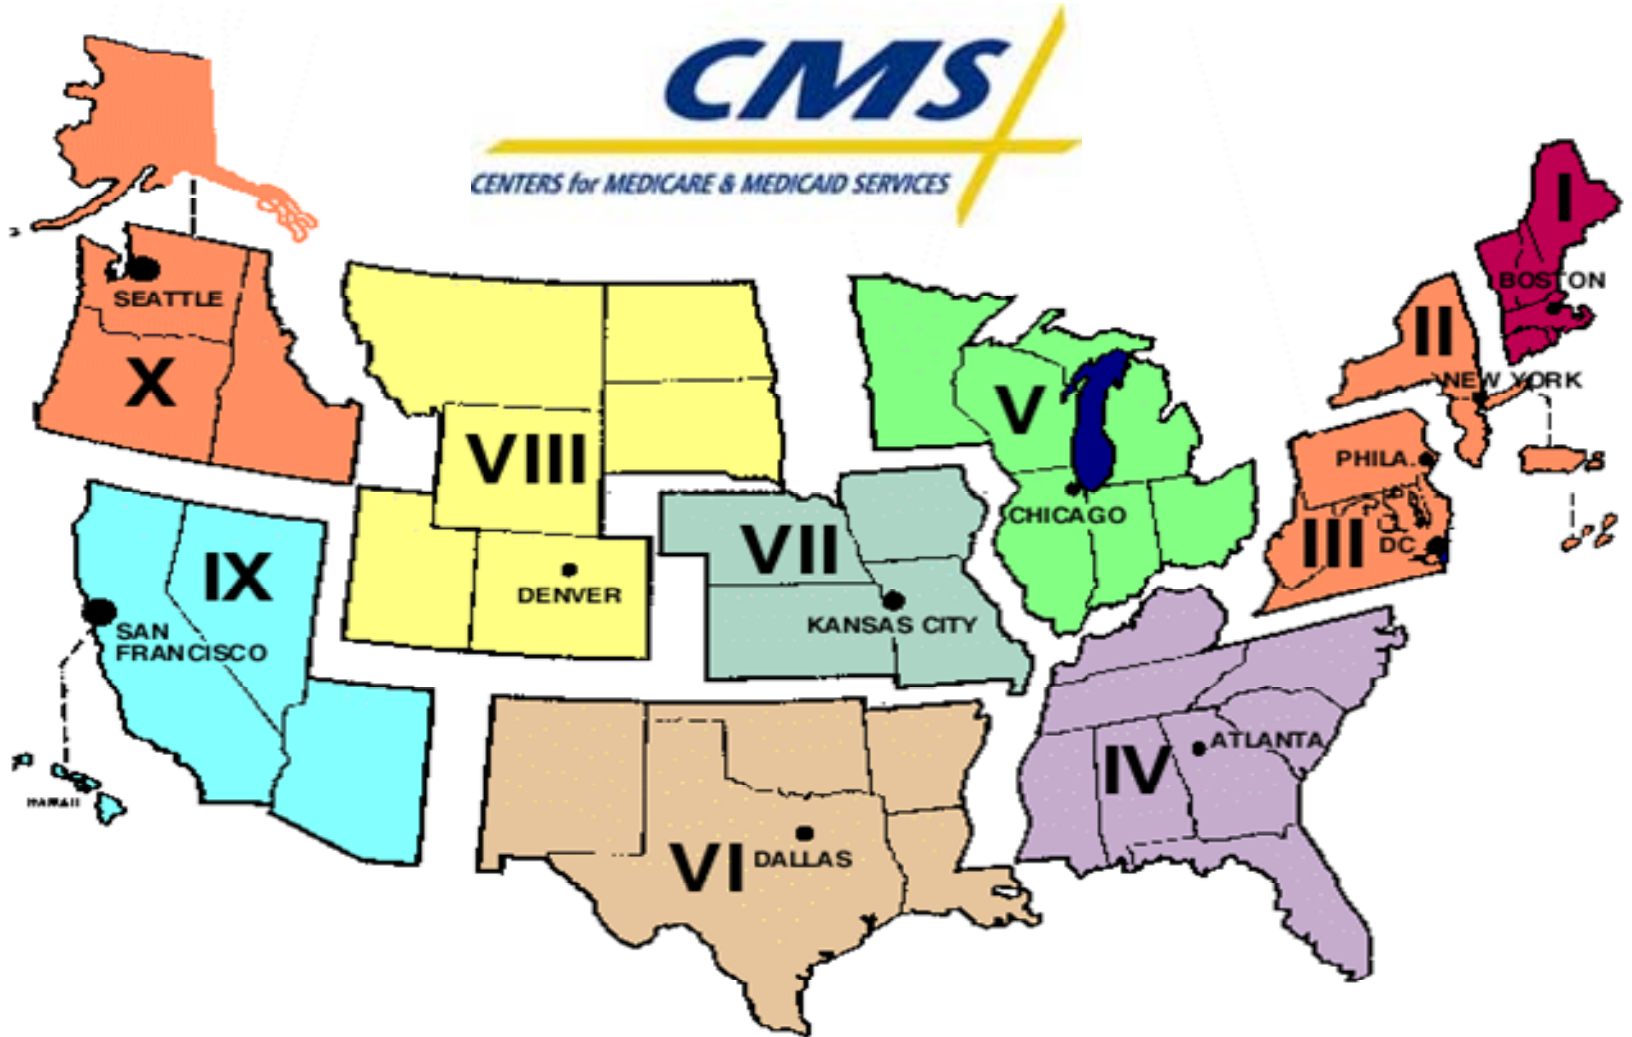 CMS
CENTERS for MEDICARE & MEDICAID SERVICES
I
BOSTON
SEATTLE
II
X
V
NEW YORK
VIII
PHILA.
CHICAGO
VII
III
DC
IX
DENVER
KANSAS CITY
SAN
FRANCISCO
ATLANTA
IV
HAWAII
VI
DALLAS